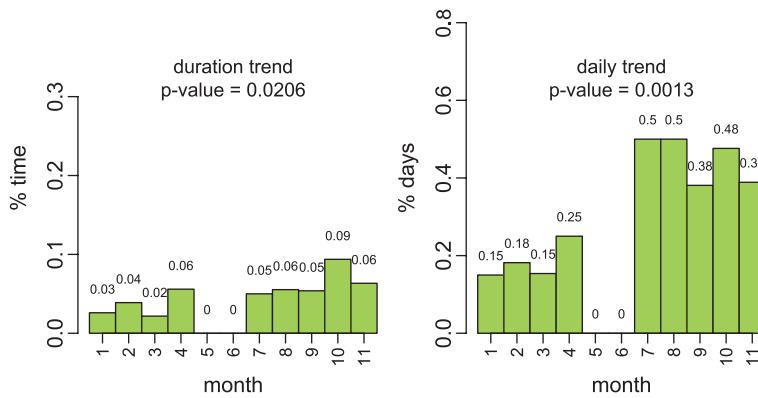 duration trend
p-value = 0.0206
% time
0.0 0.1 0.2 0.3
0.03 0.04 0.02 0.06 0 0 0.05 0.06 0.05 0.09 0.06
1 2 3 4 5 6 7 8 9 10 11
month
daily trend
p-value = 0.0013
% days
0.0 0.2 0.4 0.6 0.8
0.15 0.18 0.15 0.25 0 0 0.5 0.5 0.38 0.48 0.3
1 2 3 4 5 6 7 8 9 10 11
month